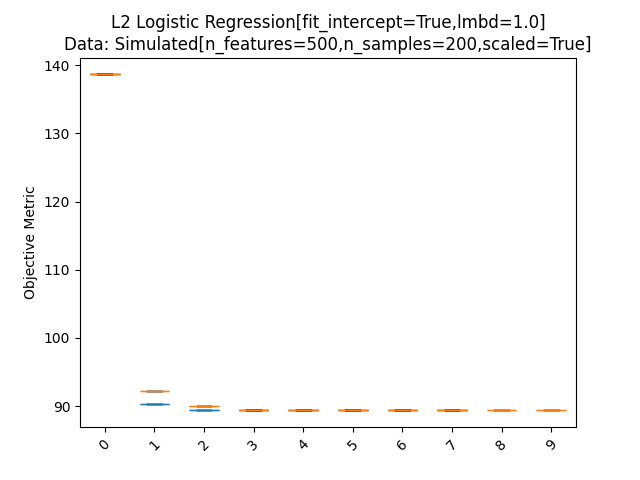 L2 Logistic Regression[fit_intercept=True,lmbd=1.0]
Data: Simulated[n_features=500,n_samples=200,scaled=True]
140
130
120
110
100
90
Objective Metric
0 1 2 3 4 5 6 7 8 9